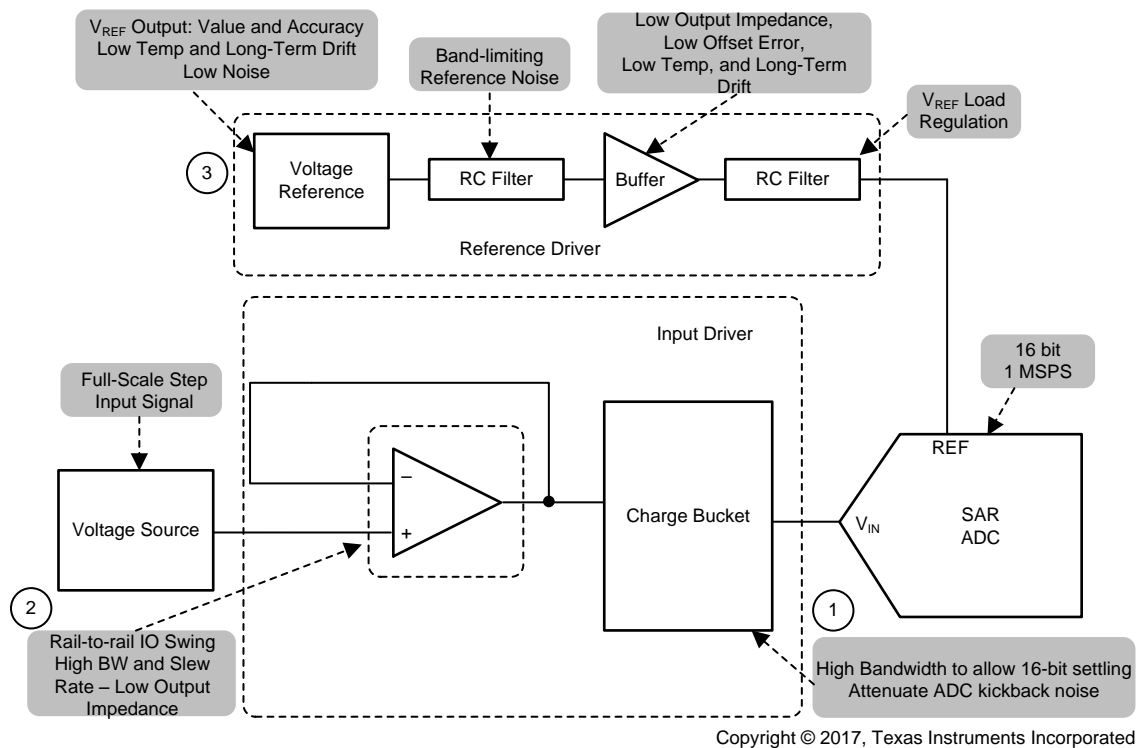 V_REF Output: Value and Accuracy
Low Temp and Long-Term Drift
Low Noise
Band-limiting
Reference Noise
Low Output Impedance,
Low Offset Error,
Low Temp, and Long-Term
Drift
V_REF Load
Regulation
3
Voltage
Reference
RC Filter
Buffer
RC Filter
Reference Driver
Input Driver
Full-Scale Step
Input Signal
16 bit
1 MSPS
Voltage Source
−
+
Charge Bucket
REF
V_IN
SAR
ADC
2
1
Rail-to-rail IO Swing
High BW and Slew
Rate – Low Output
Impedance
High Bandwidth to allow 16-bit settling
Attenuate ADC kickback noise
Copyright © 2017, Texas Instruments Incorporated